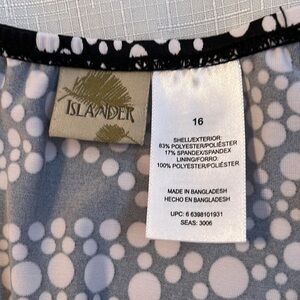 ISLANDER
16
SHELL/EXTERIOR:
83% POLYESTER/POLIÉSTER
17% SPANDEX/SPANDEX
LINING/FORRO:
100% POLYESTER/POLIÉSTER
MADE IN BANGLADESH
HECHO EN BANGLADESH
UPC: 6 6398101931
SEAS: 3006